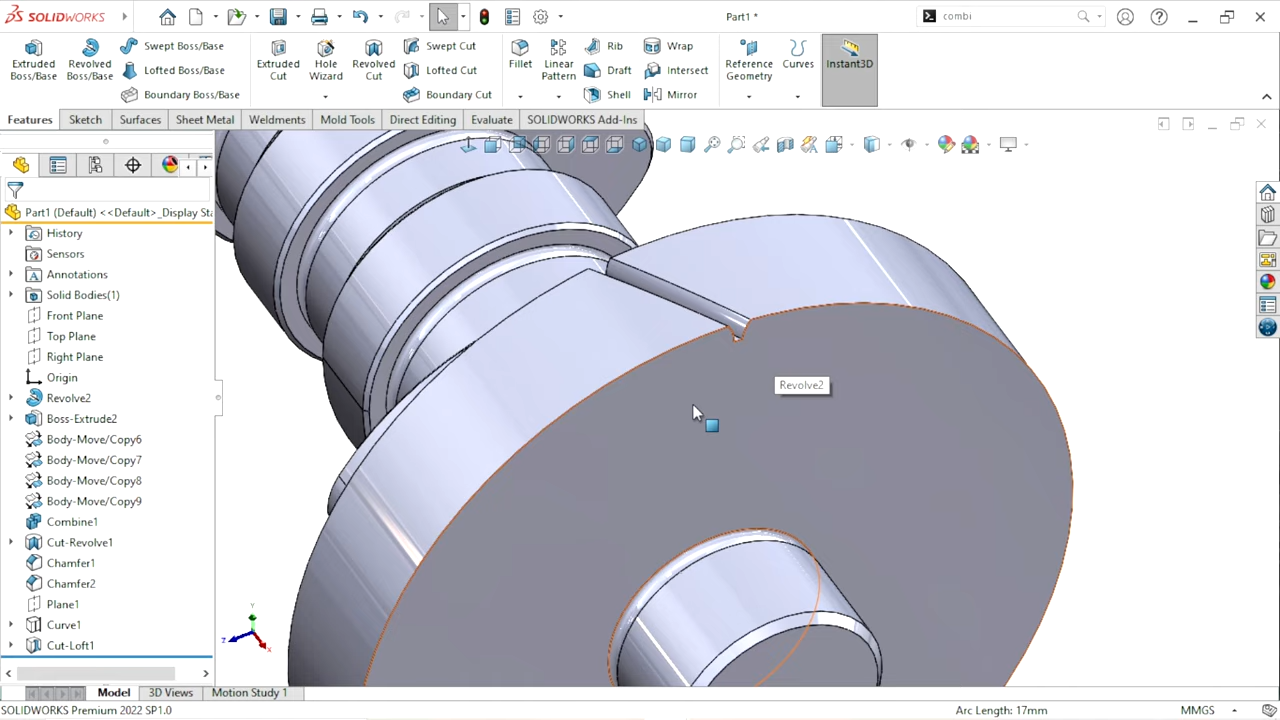 SOLIDWORKS
Part1 *
combi
Extruded Boss/Base
Revolved Boss/Base
Swept Boss/Base
Lofted Boss/Base
Boundary Boss/Base
Extruded Cut
Hole Wizard
Revolved Cut
Swept Cut
Lofted Cut
Boundary Cut
Fillet
Linear Pattern
Rib
Draft
Shell
Wrap
Intersect
Mirror
Reference Geometry
Curves
Instant3D
Features
Sketch
Surfaces
Sheet Metal
Weldments
Mold Tools
Direct Editing
Evaluate
SOLIDWORKS Add-Ins
Part1 (Default) <<Default>_Display Sta
History
Sensors
Annotations
Solid Bodies(1)
Front Plane
Top Plane
Right Plane
Origin
Revolve2
Boss-Extrude2
Body-Move/Copy6
Body-Move/Copy7
Body-Move/Copy8
Body-Move/Copy9
Combine1
Cut-Revolve1
Chamfer1
Chamfer2
Plane1
Curve1
Cut-Loft1
Revolve2
Y
Z
X
Model
3D Views
Motion Study 1
SOLIDWORKS Premium 2022 SP1.0
Arc Length: 17mm
MMGS